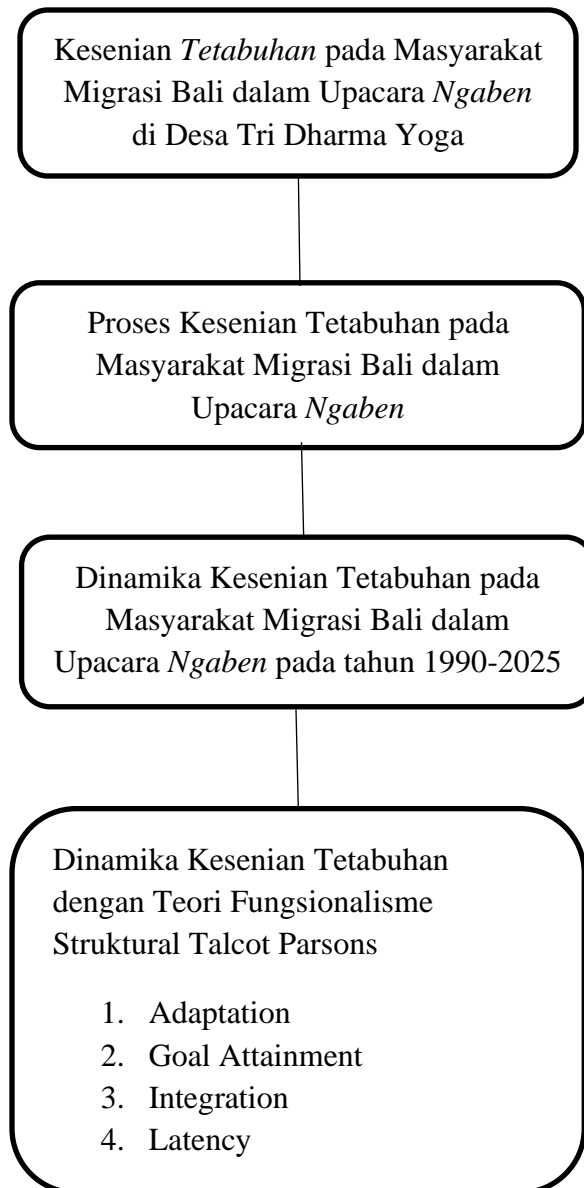 Kesenian Tetabuhan pada Masyarakat
Migrasi Bali dalam Upacara Ngaben
di Desa Tri Dharma Yoga
Proses Kesenian Tetabuhan pada
Masyarakat Migrasi Bali dalam
Upacara Ngaben
Dinamika Kesenian Tetabuhan pada
Masyarakat Migrasi Bali dalam
Upacara Ngaben pada tahun 1990-2025
Dinamika Kesenian Tetabuhan
dengan Teori Fungsionalisme
Struktural Talcot Parsons
1. Adaptation
2. Goal Attainment
3. Integration
4. Latency